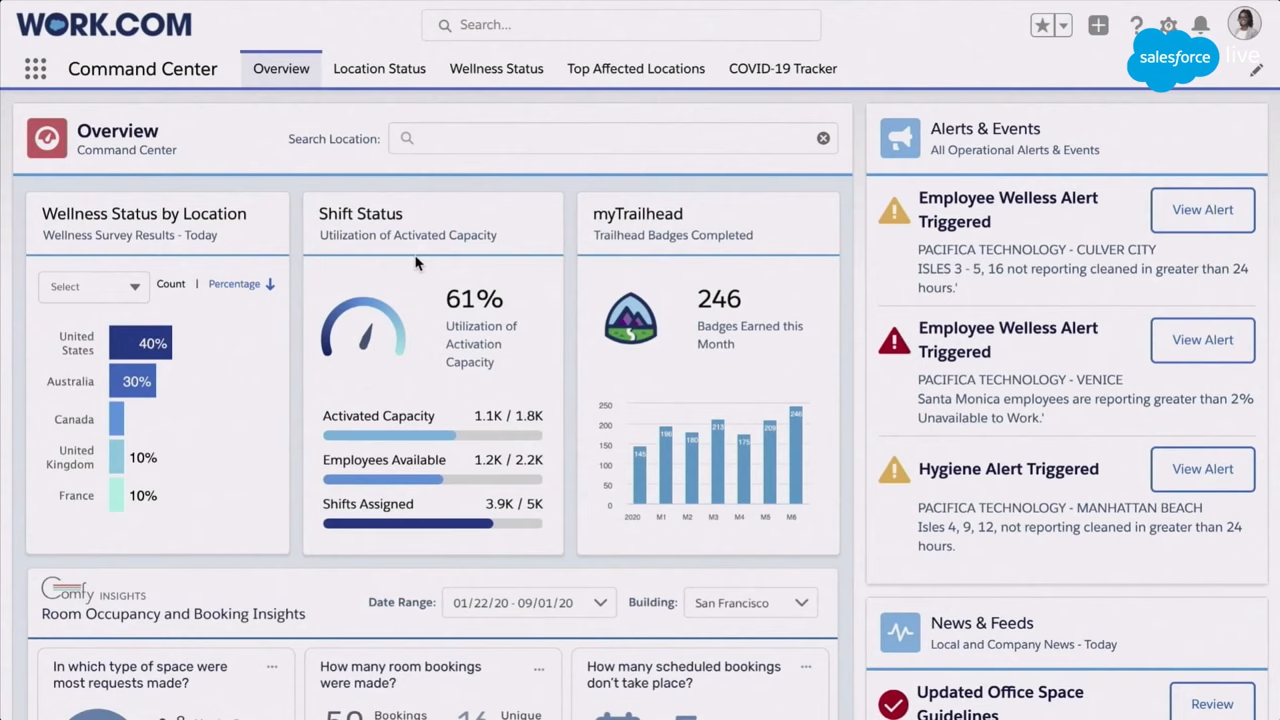 WORK.COM
Search...
salesforce live
Command Center
Overview
Location Status
Wellness Status
Top Affected Locations
COVID-19 Tracker
Overview
Command Center
Search Location:
Wellness Status by Location
Wellness Survey Results - Today
Select
Count | Percentage
United
States
40%
Australia
30%
Canada
United
Kingdom
10%
France
10%
Shift Status
Utilization of Activated Capacity
61%
Utilization of
Activation
Capacity
Activated Capacity 1.1K / 1.8K
Employees Available 1.2K / 2.2K
Shifts Assigned 3.9K / 5K
myTrailhead
Trailhead Badges Completed
246
Badges Earned this
Month
250
200
150
100
50
0
145
196
180
213
175
209
246
2020 M1 M2 M3 M4 M5 M6
Comfy INSIGHTS
Room Occupancy and Booking Insights
Date Range: 01/22/20 - 09/01/20
Building: San Francisco
In which type of space were
most requests made?
How many room bookings
were made?
Bookings
Unique
How many scheduled bookings
don't take place?
Alerts & Events
All Operational Alerts & Events
Employee Welless Alert
Triggered
View Alert
PACIFICA TECHNOLOGY - CULVER CITY
ISLES 3 - 5, 16 not reporting cleaned in greater than 24
hours.'
Employee Welless Alert
Triggered
View Alert
PACIFICA TECHNOLOGY - VENICE
Santa Monica employees are reporting greater than 2%
Unavailable to Work.'
Hygiene Alert Triggered
View Alert
PACIFICA TECHNOLOGY - MANHATTAN BEACH
Isles 4, 9, 12, not reporting cleaned in greater than 24
hours.
News & Feeds
Local and Company News - Today
Updated Office Space
Guidelines
Review